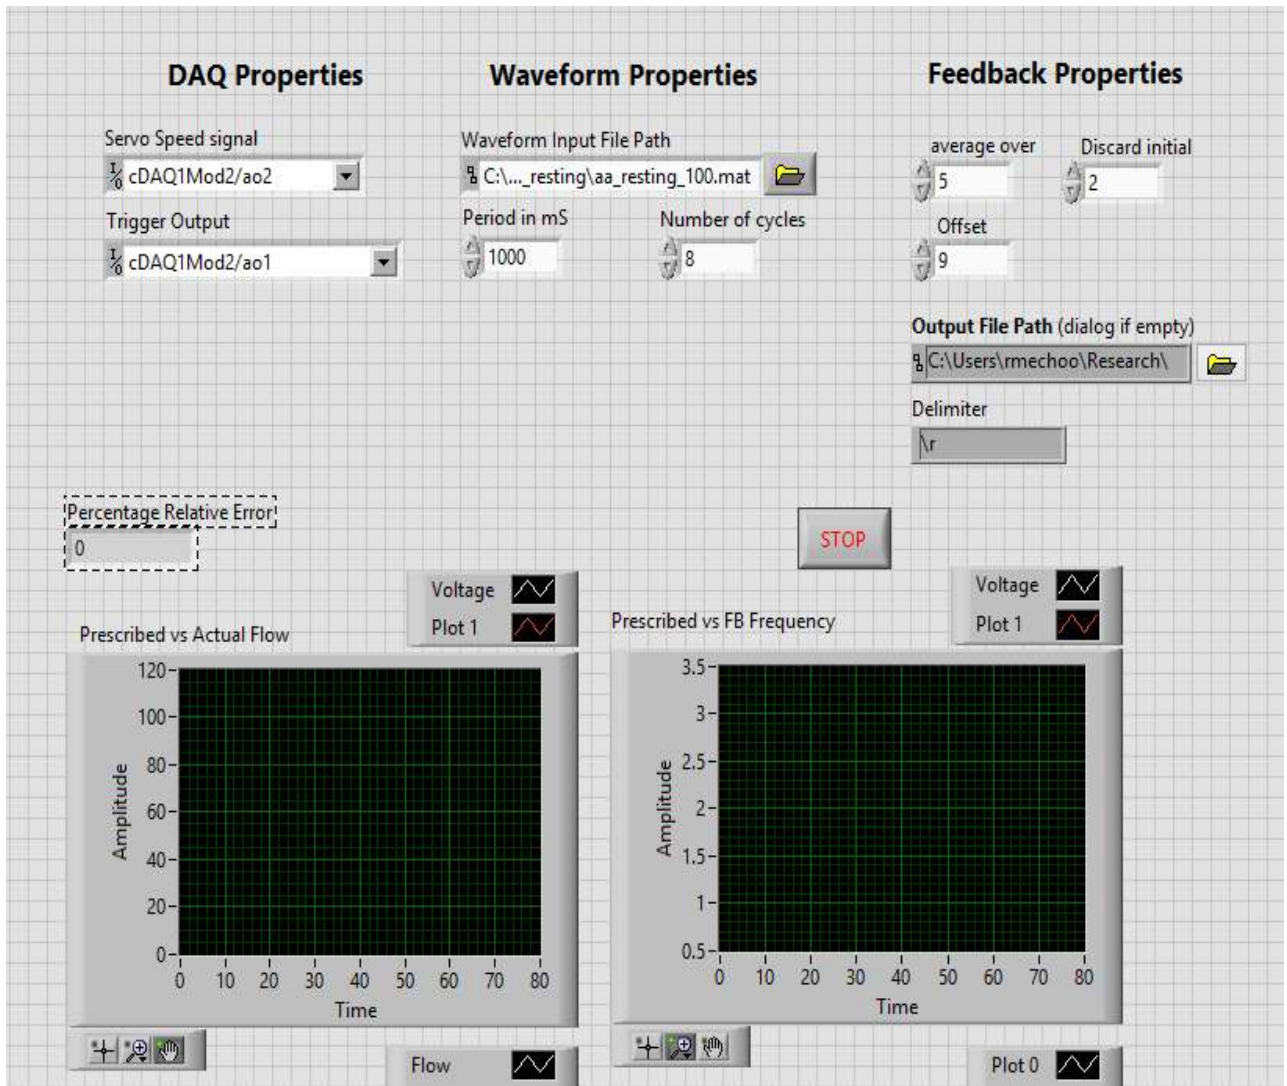 DAQ Properties
Waveform Properties
Feedback Properties
Servo Speed signal
cDAQ1Mod2/ao2
Trigger Output
cDAQ1Mod2/ao1
Waveform Input File Path
C:\..._resting\aa_resting_100.mat
Period in mS
Number of cycles
1000
8
average over
Discard initial
5
2
Offset
9
Output File Path (dialog if empty)
C:\Users\rmechoo\Research\
Delimiter
\r
Percentage Relative Error
0
STOP
Voltage
Plot 1
Prescribed vs Actual Flow
120
100
80
60
40
20
0
Amplitude
0 10 20 30 40 50 60 70 80
Time
Flow
Voltage
Plot 1
Prescribed vs FB Frequency
3.5
3
2.5
2
1.5
1
0.5
Amplitude
0 10 20 30 40 50 60 70 80
Time
Plot 0